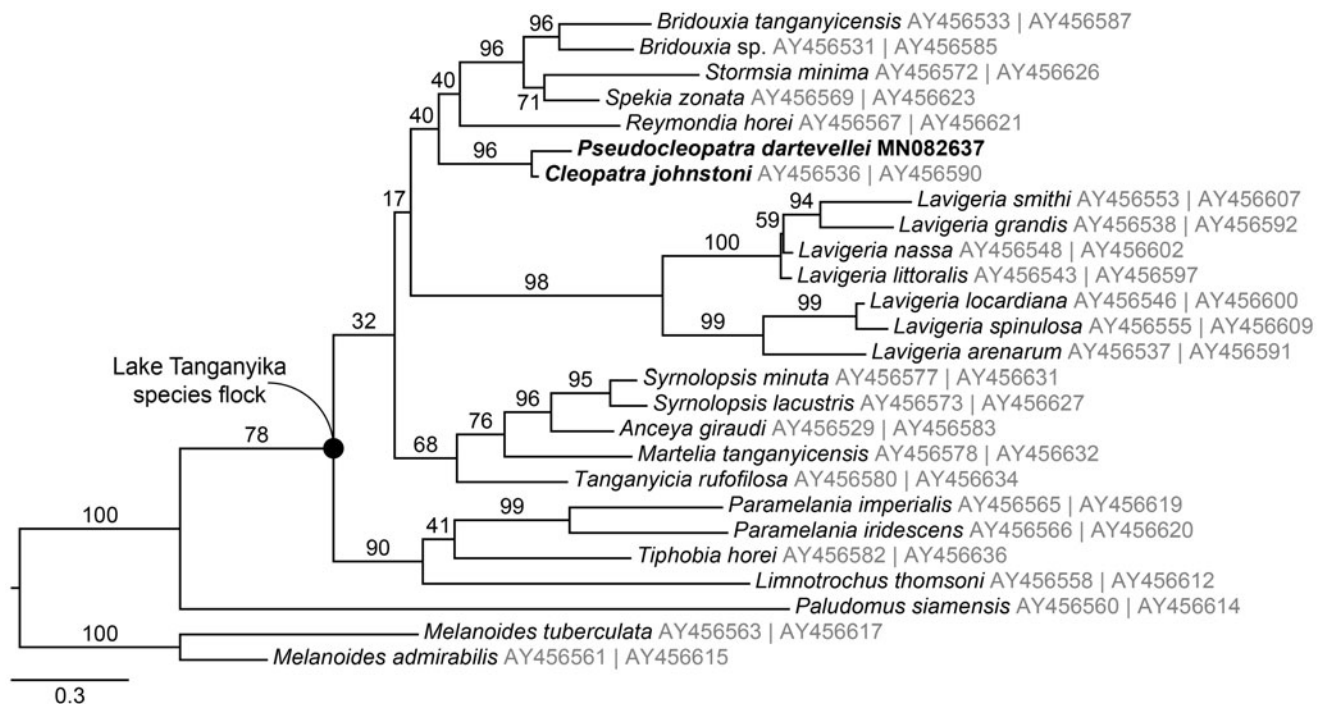 96 Bridouxia tanganyicensis AY456533 | AY456587
96 Bridouxia sp. AY456531 | AY456585
40 Stormsia minima AY456572 | AY456626
71 Spekia zonata AY456569 | AY456623
40 Reymondia horei AY456567 | AY456621
96 Pseudocleopatra dartevellei MN082637
Cleopatra johnstoni AY456536 | AY456590
17 94 Lavigeria smithi AY456553 | AY456607
59 Lavigeria grandis AY456538 | AY456592
100 Lavigeria nassa AY456548 | AY456602
Lavigeria littoralis AY456543 | AY456597
98 99 Lavigeria locardiana AY456546 | AY456600
99 Lavigeria spinulosa AY456555 | AY456609
32 Lavigeria arenarum AY456537 | AY456591
Lake Tanganyika
species flock
95 Syrnolopsis minuta AY456577 | AY456631
96 Syrnolopsis lacustris AY456573 | AY456627
76 Anceya giraudi AY456529 | AY456583
78 68 Martelia tanganyicensis AY456578 | AY456632
Tanganyicia rufofilosa AY456580 | AY456634
99 Paramelania imperialis AY456565 | AY456619
100 41 Paramelania iridescens AY456566 | AY456620
90 Tiphobia horei AY456582 | AY456636
Limnotrochus thomsoni AY456558 | AY456612
Paludomus siamensis AY456560 | AY456614
100 Melanoides tuberculata AY456563 | AY456617
Melanoides admirabilis AY456561 | AY456615
0.3